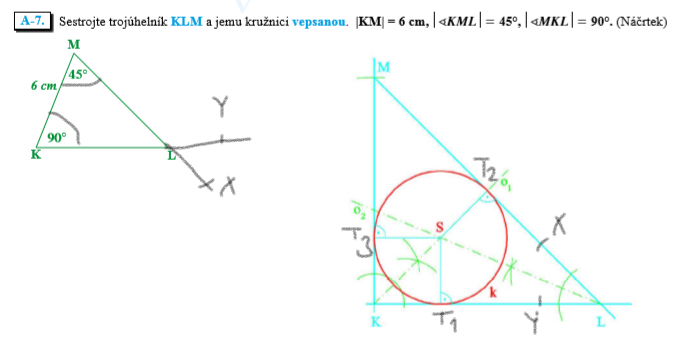 A-7. Sestrojte trojúhelník KLM a jemu kružnici vepsanou. |KM| = 6 cm, |∢KML| = 45°, |∢MKL| = 90°. (Náčrtek)
M
45°
6 cm
90°
K
L
Y
X
M
T2
o1
o2
T3
S
X
k
K
T1
Y
L